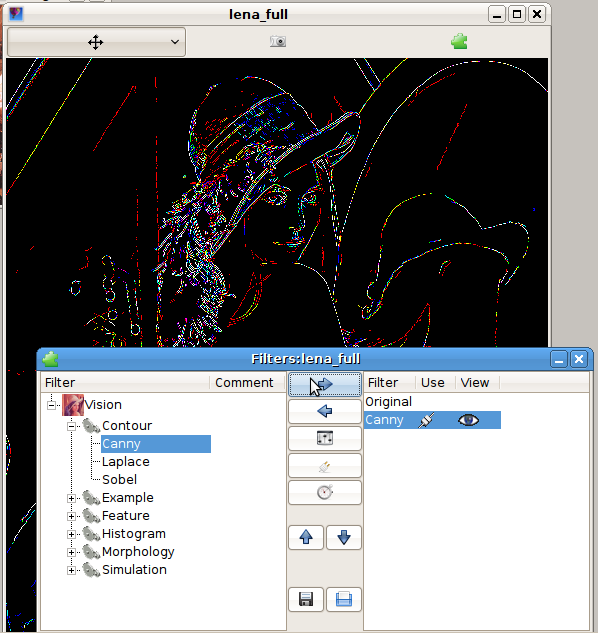 lena_full
Filters:lena_full
Filter Comment
Filter Use View
Vision
Contour
Canny
Laplace
Sobel
Example
Feature
Histogram
Morphology
Simulation
Original
Canny